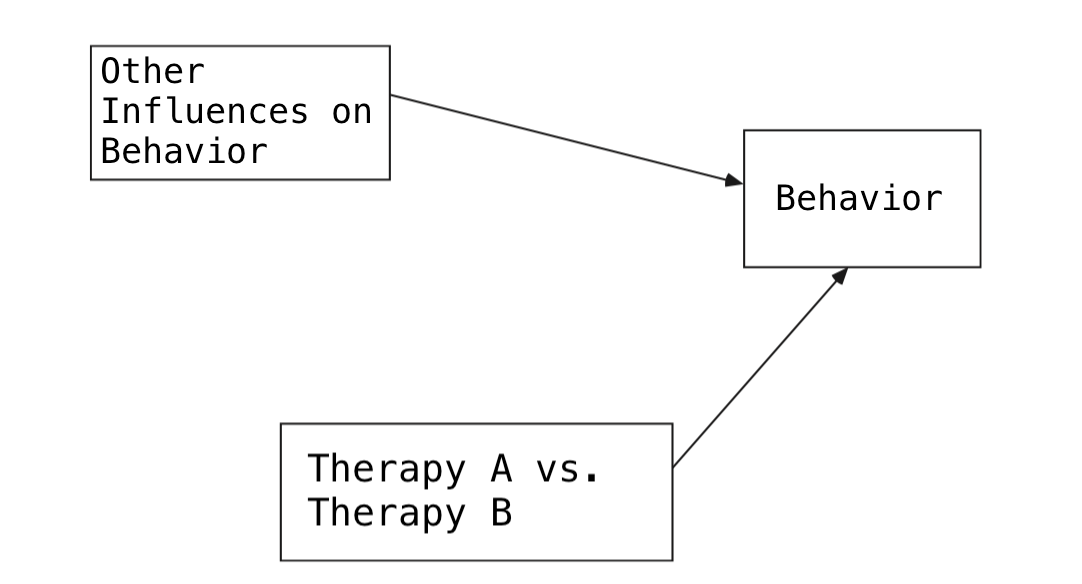 Other
Influences on
Behavior
Behavior
Therapy A vs.
Therapy B